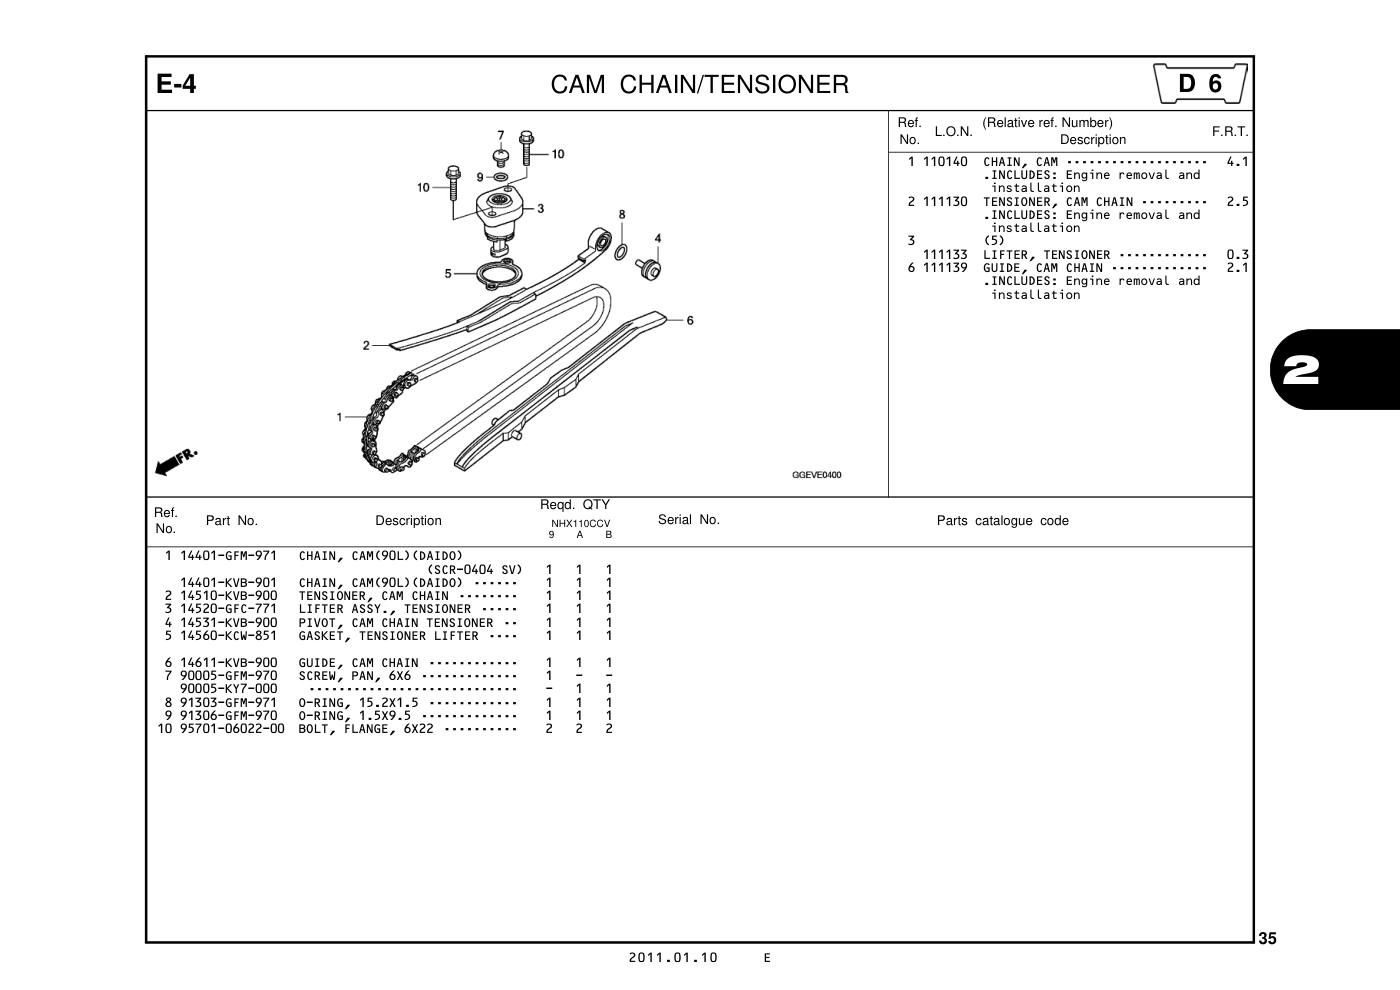 E-4
CAM CHAIN/TENSIONER
D 6
7
10
9
10
3
8
4
5
2
6
1
FR.
GGEVE0400
Ref. No. L.O.N. (Relative ref. Number) Description F.R.T.
1 110140 CHAIN, CAM ------------------- 4.1
.INCLUDES: Engine removal and
installation
2 111130 TENSIONER, CAM CHAIN --------- 2.5
.INCLUDES: Engine removal and
installation
3 (5)
111133 LIFTER, TENSIONER ------------ 0.3
6 111139 GUIDE, CAM CHAIN ------------- 2.1
.INCLUDES: Engine removal and
installation
2
Ref. No. Part No. Description Reqd. QTY Serial No. Parts catalogue code
NHX110CCV
9 A B
1 14401-GFM-971 CHAIN, CAM(90L)(DAIDO)
(SCR-0404 SV) 1 1 1
14401-KVB-901 CHAIN, CAM(90L)(DAIDO) ------ 1 1 1
2 14510-KVB-900 TENSIONER, CAM CHAIN -------- 1 1 1
3 14520-GFC-771 LIFTER ASSY., TENSIONER ----- 1 1 1
4 14531-KVB-900 PIVOT, CAM CHAIN TENSIONER -- 1 1 1
5 14560-KCW-851 GASKET, TENSIONER LIFTER ---- 1 1 1
6 14611-KVB-900 GUIDE, CAM CHAIN ------------ 1 1 1
7 90005-GFM-970 SCREW, PAN, 6X6 ------------- 1 - -
90005-KY7-000 ---------------------------- - 1 1
8 91303-GFM-971 O-RING, 15.2X1.5 ------------ 1 1 1
9 91306-GFM-970 O-RING, 1.5X9.5 ------------- 1 1 1
10 95701-06022-00 BOLT, FLANGE, 6X22 ---------- 2 2 2
35
2011.01.10 E